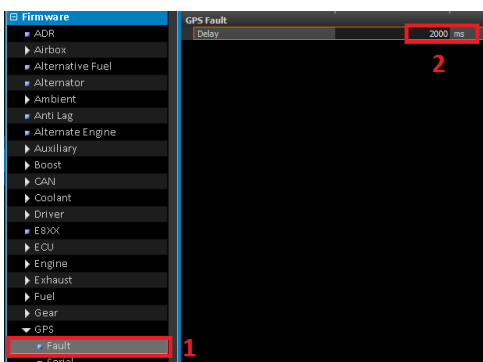 Firmware
ADR
Airbox
Alternative Fuel
Alternator
Ambient
Anti Lag
Alternate Engine
Auxiliary
Boost
CAN
Coolant
Driver
E8XX
ECU
Engine
Exhaust
Fuel
Gear
GPS
Fault
1
Serial
GPS Fault
Delay 2000 ms
2